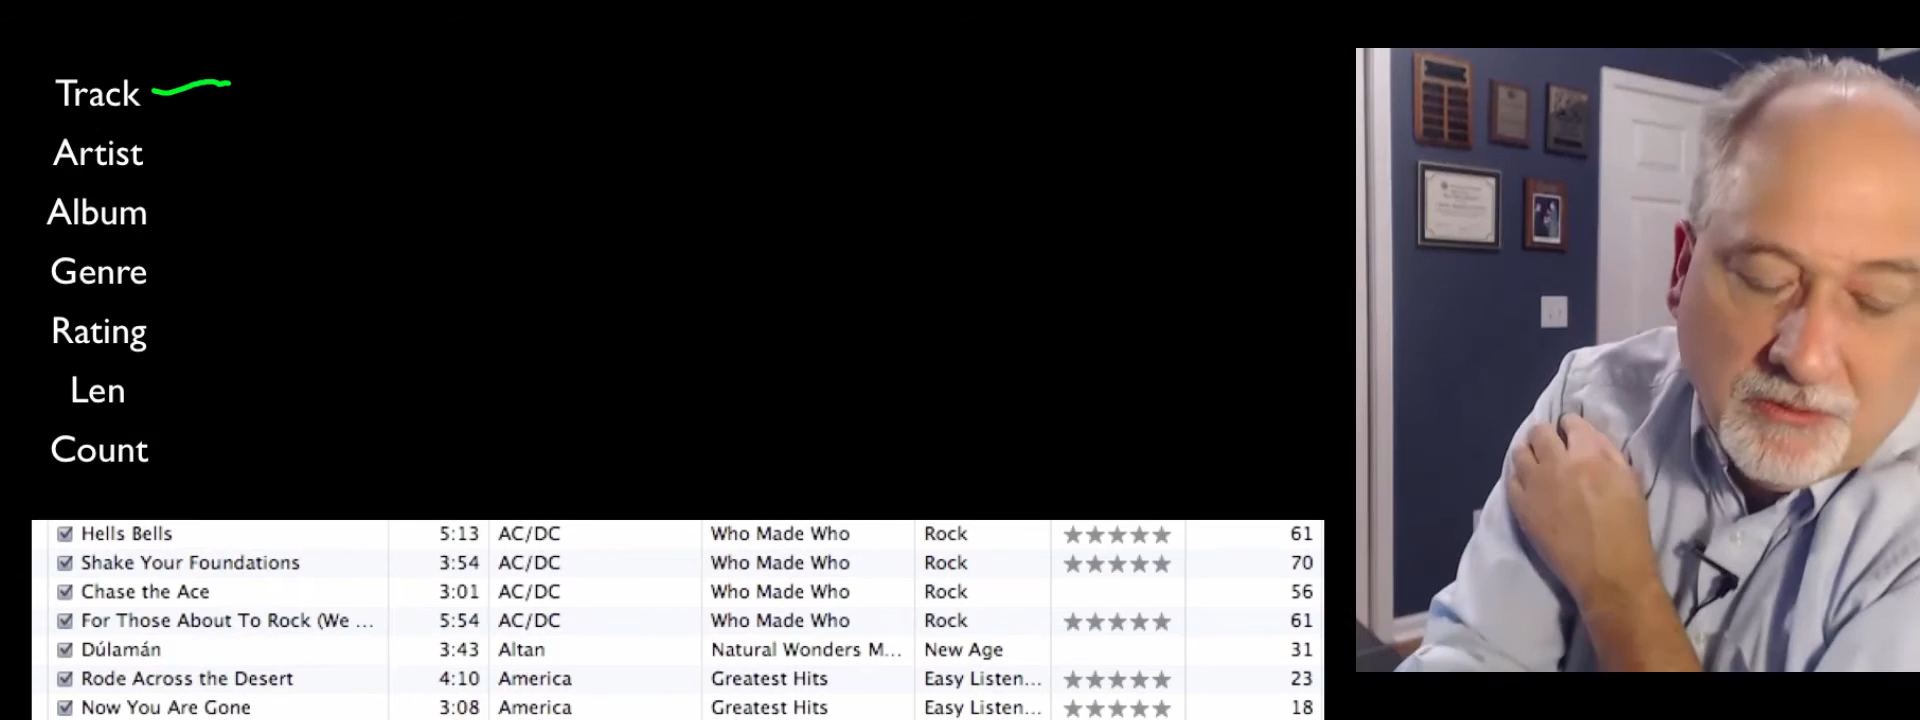 Track
Artist
Album
Genre
Rating
Len
Count
Hells Bells 5:13 AC/DC Who Made Who Rock ★★★★★ 61
Shake Your Foundations 3:54 AC/DC Who Made Who Rock ★★★★★ 70
Chase the Ace 3:01 AC/DC Who Made Who Rock 56
For Those About To Rock (We ... 5:54 AC/DC Who Made Who Rock ★★★★★ 61
Dúlamán 3:43 Altan Natural Wonders M... New Age 31
Rode Across the Desert 4:10 America Greatest Hits Easy Listen... ★★★★★ 23
Now You Are Gone 3:08 America Greatest Hits Easy Listen... ★★★★★ 18